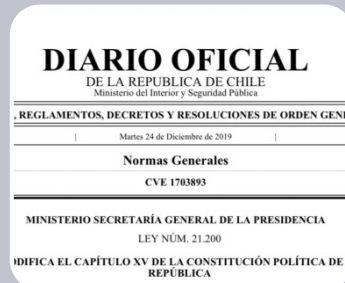 DIARIO OFICIAL
DE LA REPUBLICA DE CHILE
Ministerio del Interior y Seguridad Pública
, REGLAMENTOS, DECRETOS Y RESOLUCIONES DE ORDEN
| Martes 24 de Diciembre de 2019 |
Normas Generales
CVE 1703893
MINISTERIO SECRETARÍA GENERAL DE LA PRESIDENCIA
LEY NÚM. 21.200
EL CAPÍTULO XV DE LA CONSTITUCIÓN POLÍTICA DE
REPÚBLICA